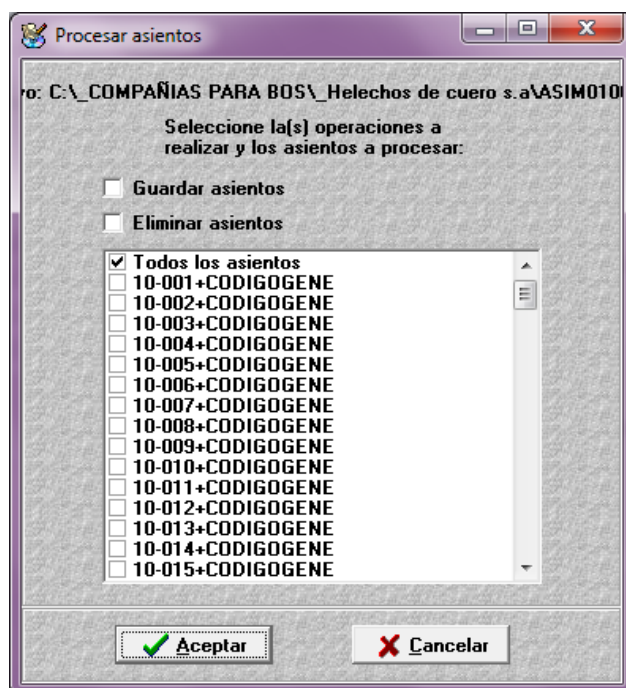 Procesar asientos
ro: C:\_COMPAÑIAS PARA BOS\_Helechos de cuero s.a\ASIM010
Seleccione la(s) operaciones a
realizar y los asientos a procesar:
Guardar asientos
Eliminar asientos
Todos los asientos
10-001+CODIGOGENE
10-002+CODIGOGENE
10-003+CODIGOGENE
10-004+CODIGOGENE
10-005+CODIGOGENE
10-006+CODIGOGENE
10-007+CODIGOGENE
10-008+CODIGOGENE
10-009+CODIGOGENE
10-010+CODIGOGENE
10-011+CODIGOGENE
10-012+CODIGOGENE
10-013+CODIGOGENE
10-014+CODIGOGENE
10-015+CODIGOGENE
Aceptar
Cancelar